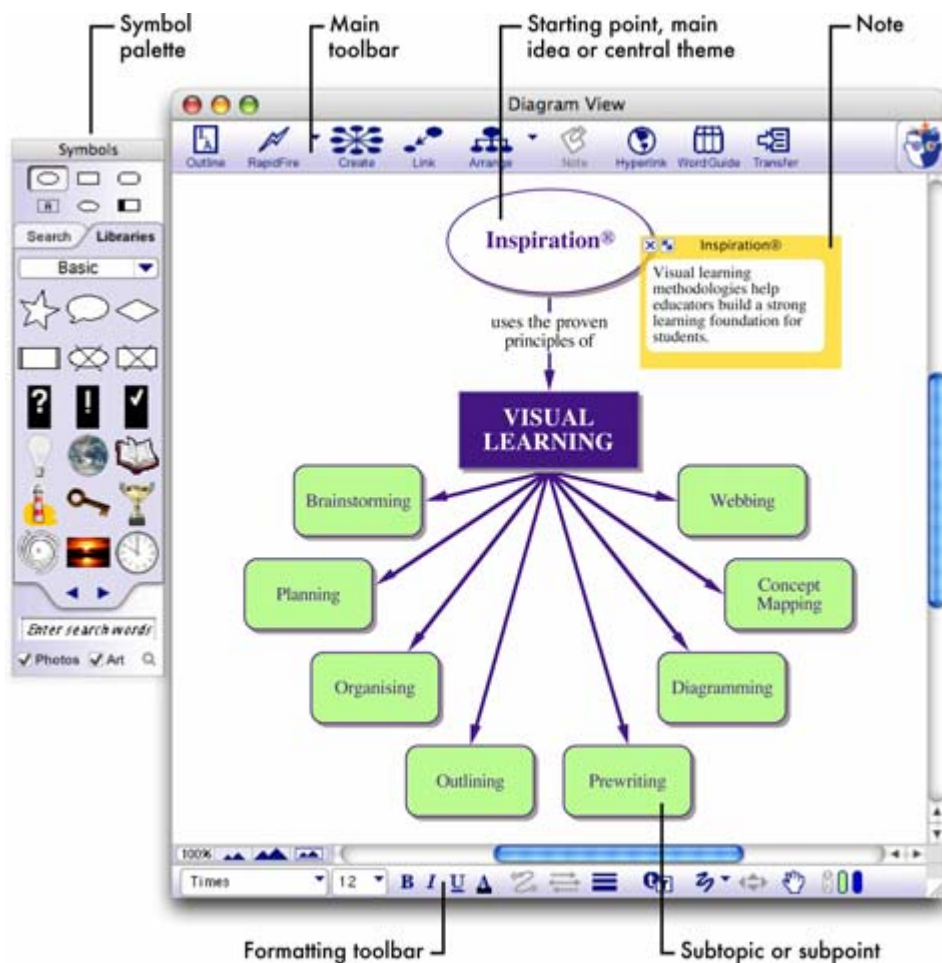 Symbol
palette
Main
toolbar
Starting point, main
idea or central theme
Note
Diagram View
Symbols
Outline
RapidFire
Create
Link
Arrange
Note
Hyperlink
Word Guide
Transfer
A
Search
Libraries
Basic
?
!
Enter search words
Photos
Art
Inspiration®
Inspiration®
Visual learning
methodologies help
educators build a strong
learning foundation for
students.
uses the proven
principles of
VISUAL
LEARNING
Brainstorming
Webbing
Planning
Concept
Mapping
Organising
Diagramming
Outlining
Prewriting
100%
Times
12
B
I
U
A
Formatting toolbar
Subtopic or subpoint